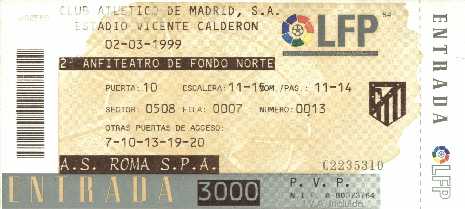 CLUB ATLETICO DE MADRID, S.A.
ESTADIO VICENTE CALDERON
02-03-1999
LFP
2º ANFITEATRO DE FONDO NORTE
PUERTA: 10 ESCALERA: 11-15 VOM./PAS.: 11-14
SECTOR: 0508 FILA: 0007 NUMERO: 0013
OTRAS PUERTAS DE ACCESO:
7-10-13-19-20
A.S. ROMA S.P.A.
C2235310
ENTRADA 3000 P.V.P.
I.V.A. Incluido
ENTRADA
LFP